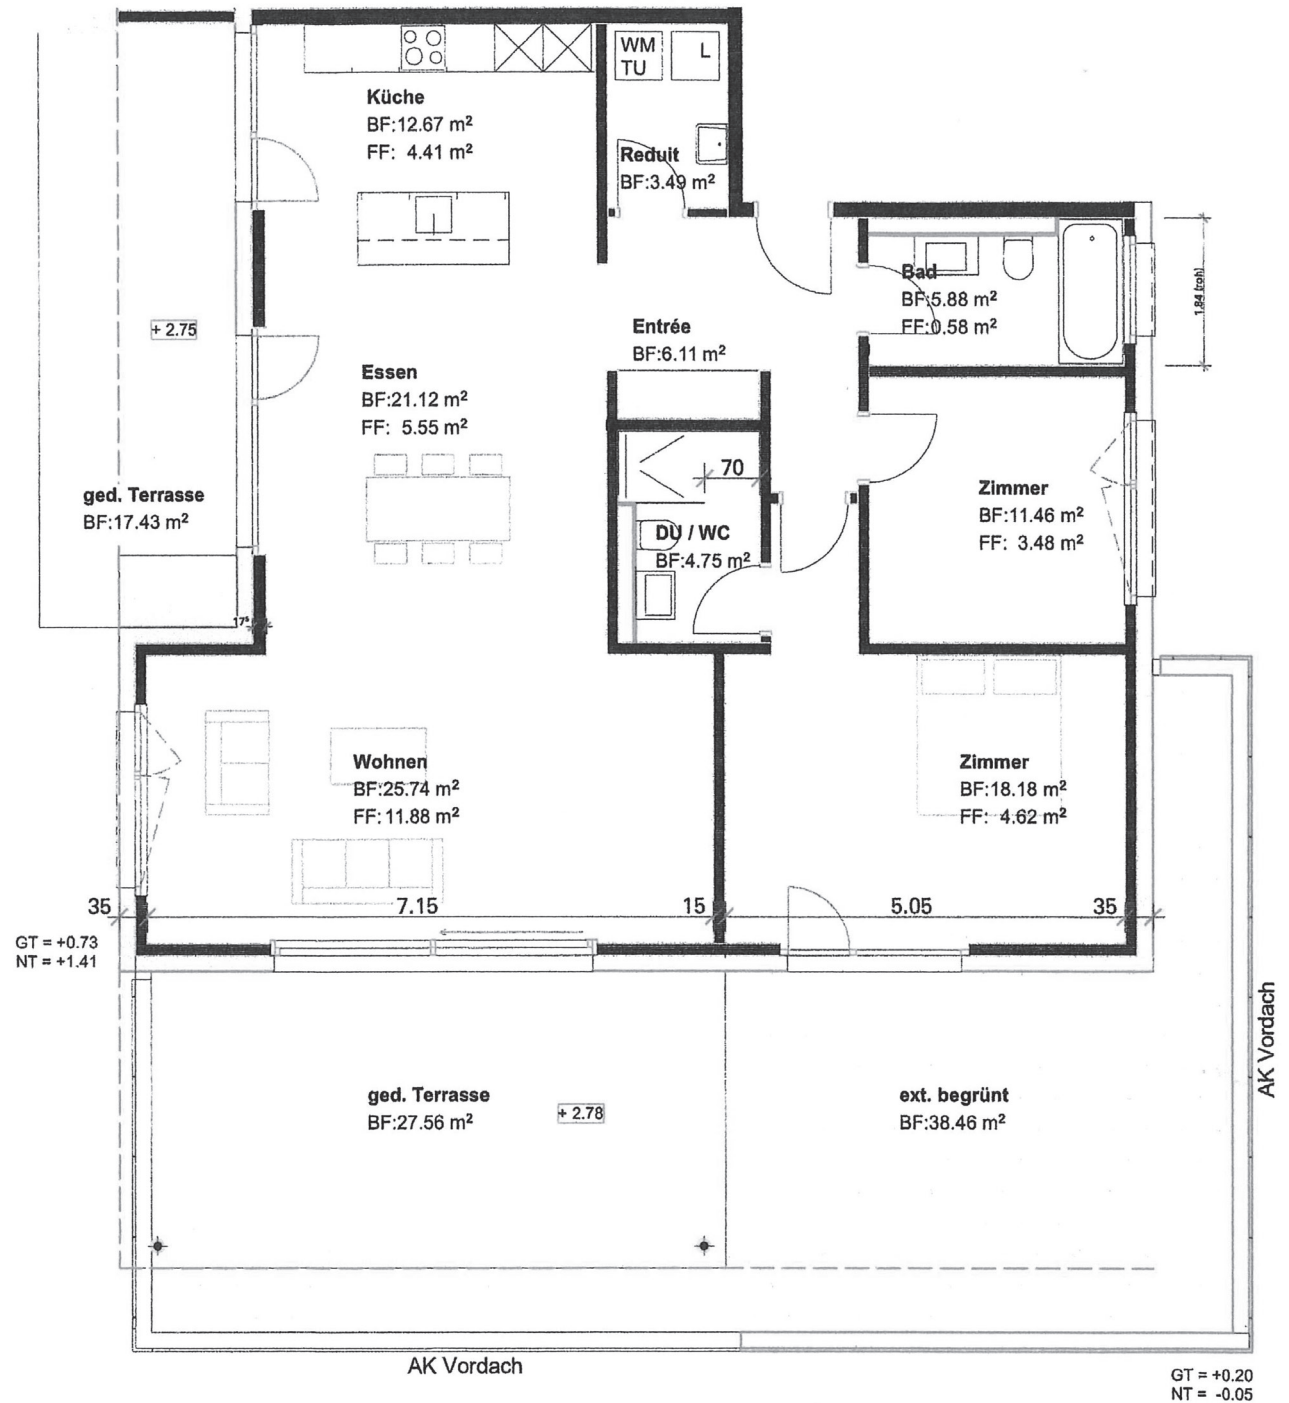 WM
TU
L
Küche
BF:12.67 m²
FF: 4.41 m²
Reduit
BF:3.49 m²
Bad
BF:5.88 m²
FF:0.58 m²
1.84 (roh)
+ 2.75
Entrée
BF:6.11 m²
Essen
BF:21.12 m²
FF: 5.55 m²
70
ged. Terrasse
BF:17.43 m²
Zimmer
BF:11.46 m²
FF: 3.48 m²
DU / WC
BF:4.75 m²
17⁵
Wohnen
BF:25.74 m²
FF: 11.88 m²
Zimmer
BF:18.18 m²
FF: 4.62 m²
35
7.15
15
5.05
35
GT = +0.73
NT = +1.41
ged. Terrasse
BF:27.56 m²
+ 2.78
ext. begrünt
BF:38.46 m²
AK Vordach
AK Vordach
GT = +0.20
NT = -0.05